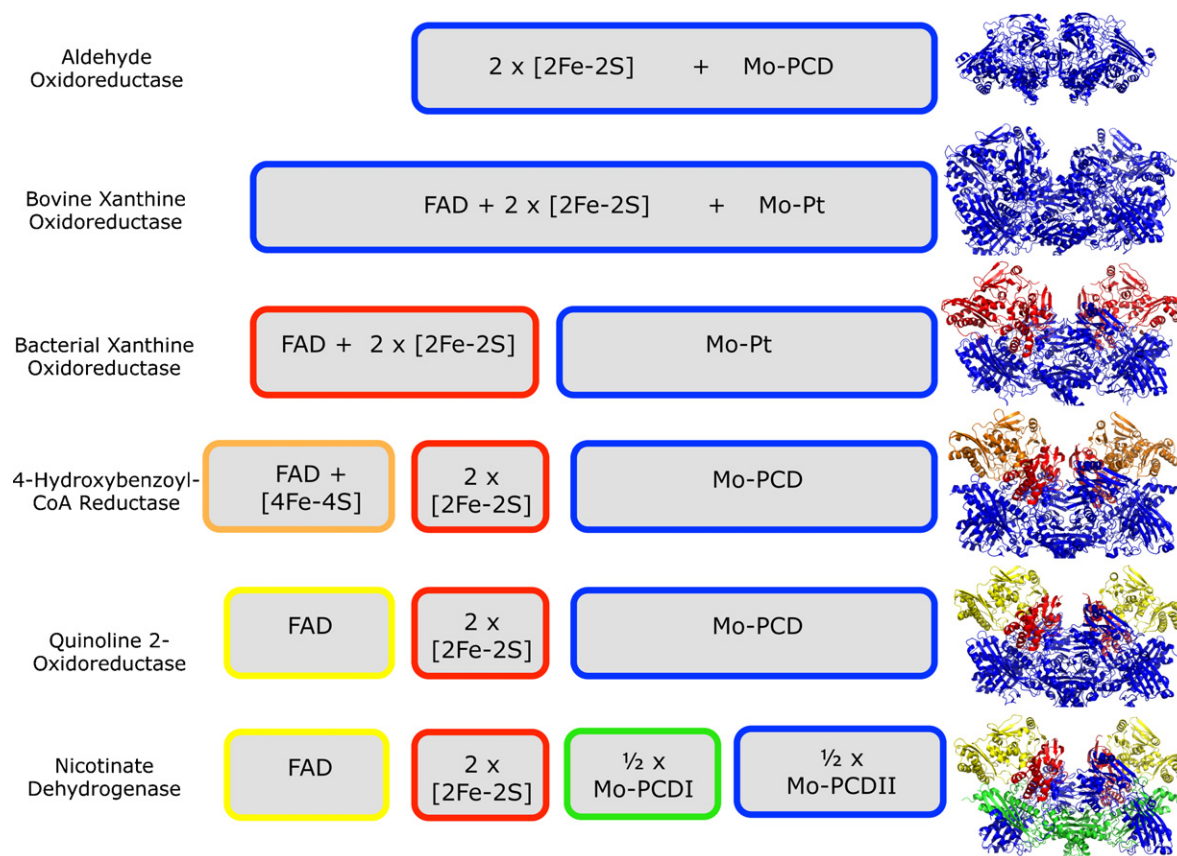 Aldehyde
Oxidoreductase
2 x [2Fe-2S] + Mo-PCD
Bovine Xanthine
Oxidoreductase
FAD + 2 x [2Fe-2S] + Mo-Pt
Bacterial Xanthine
Oxidoreductase
FAD + 2 x [2Fe-2S]
Mo-Pt
4-Hydroxybenzoyl-
CoA Reductase
FAD +
[4Fe-4S]
2 x
[2Fe-2S]
Mo-PCD
Quinoline 2-
Oxidoreductase
FAD
2 x
[2Fe-2S]
Mo-PCD
Nicotinate
Dehydrogenase
FAD
2 x
[2Fe-2S]
½ x
Mo-PCDI
½ x
Mo-PCDII